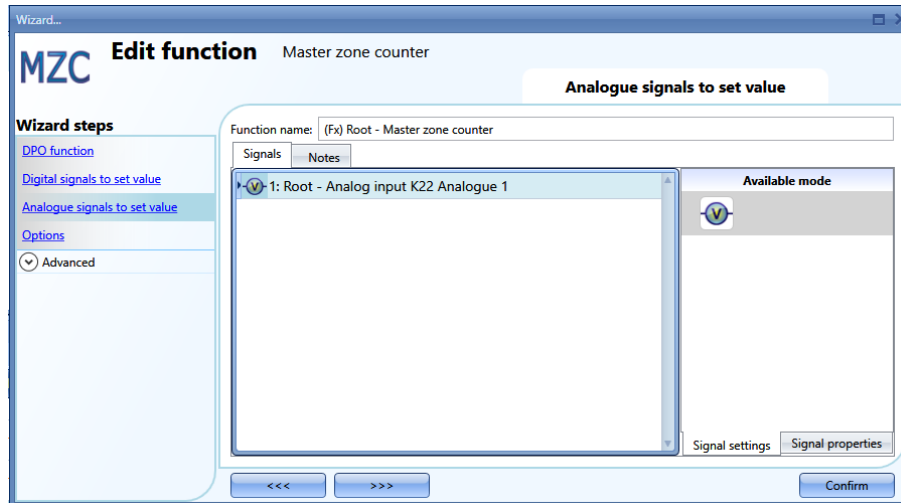 Wizard...
MZC
Edit function
Master zone counter
Analogue signals to set value
Wizard steps
DPO function
Digital signals to set value
Analogue signals to set value
Options
Advanced
Function name: (Fx) Root - Master zone counter
Signals Notes
V 1: Root - Analog input K22 Analogue 1
Available mode
V
Signal settings Signal properties
<<< >>> Confirm